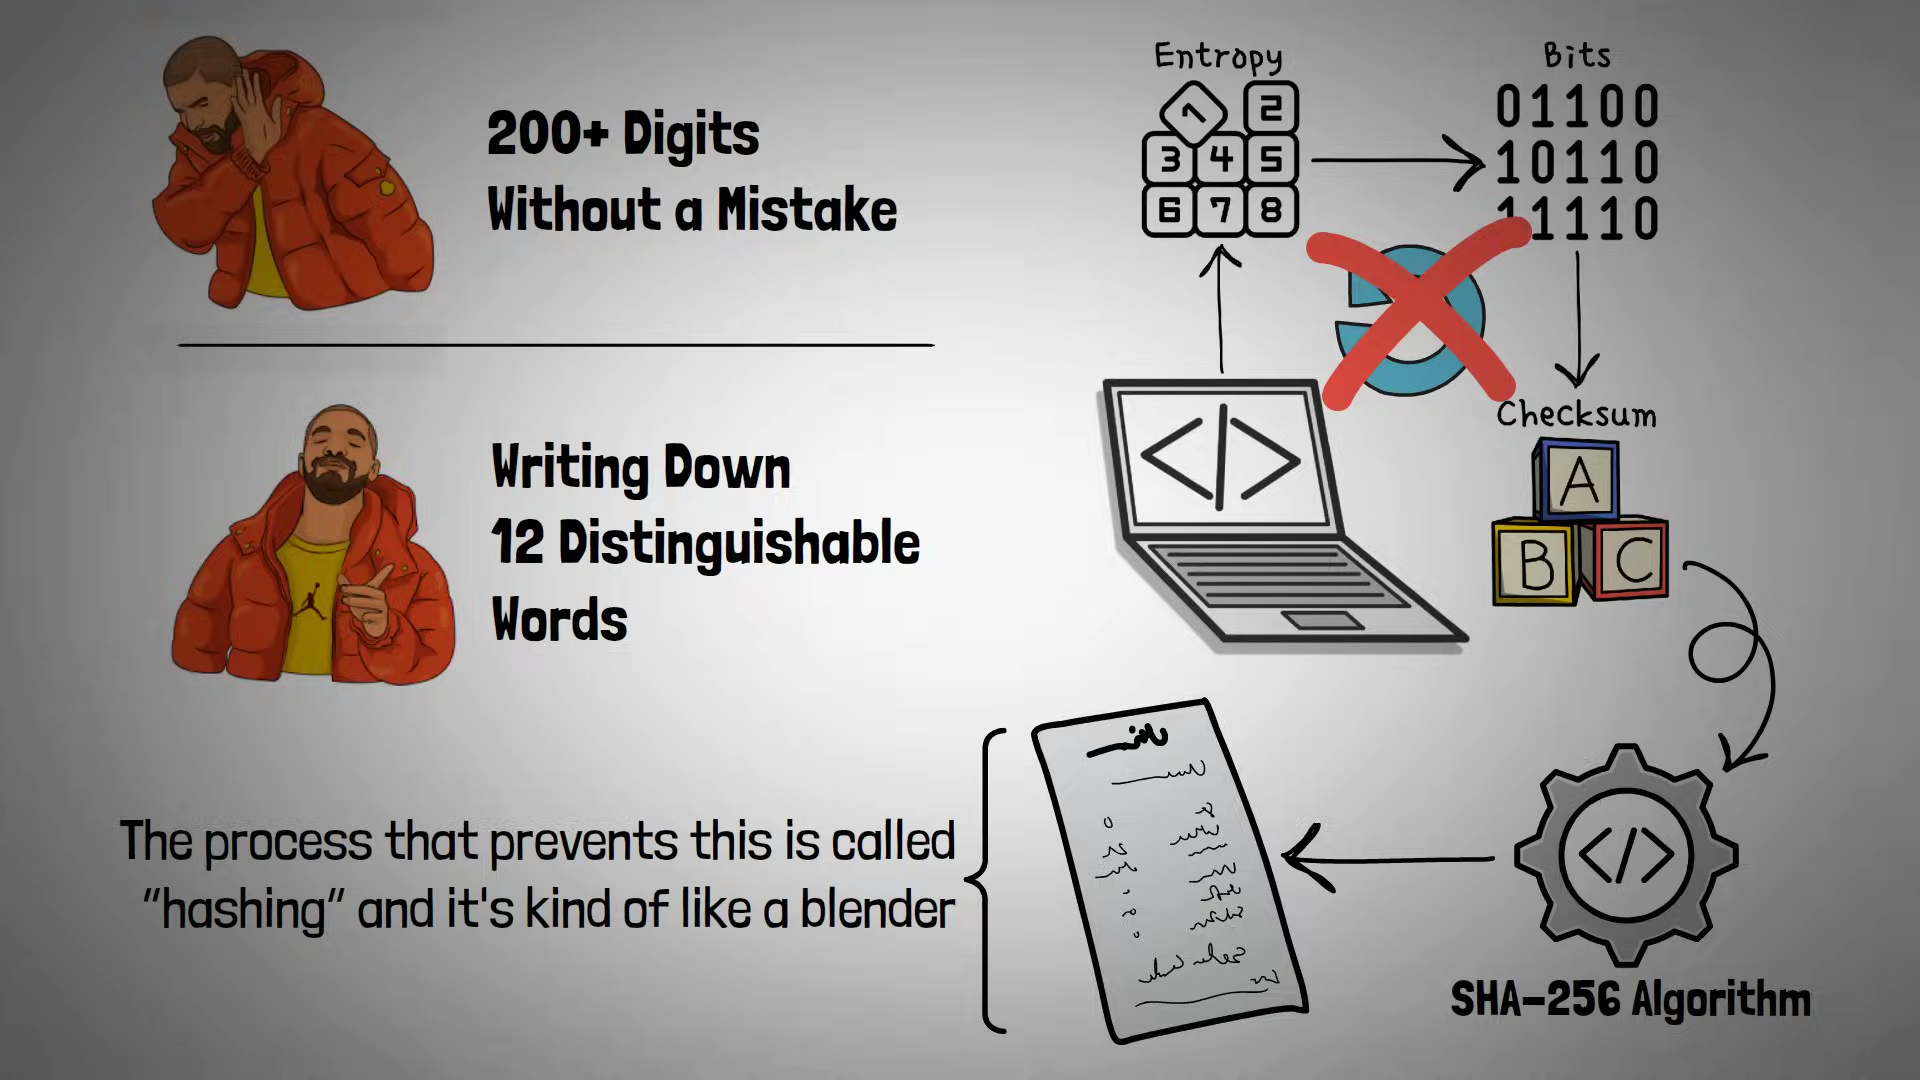 200+ Digits
Without a Mistake
Writing Down
12 Distinguishable
Words
The process that prevents this is called
"hashing" and it's kind of like a blender
Entropy
1 2
3 4 5
6 7 8
Bits
01100
10110
11110
</>
Checksum
A
B C
</>
SHA-256 Algorithm